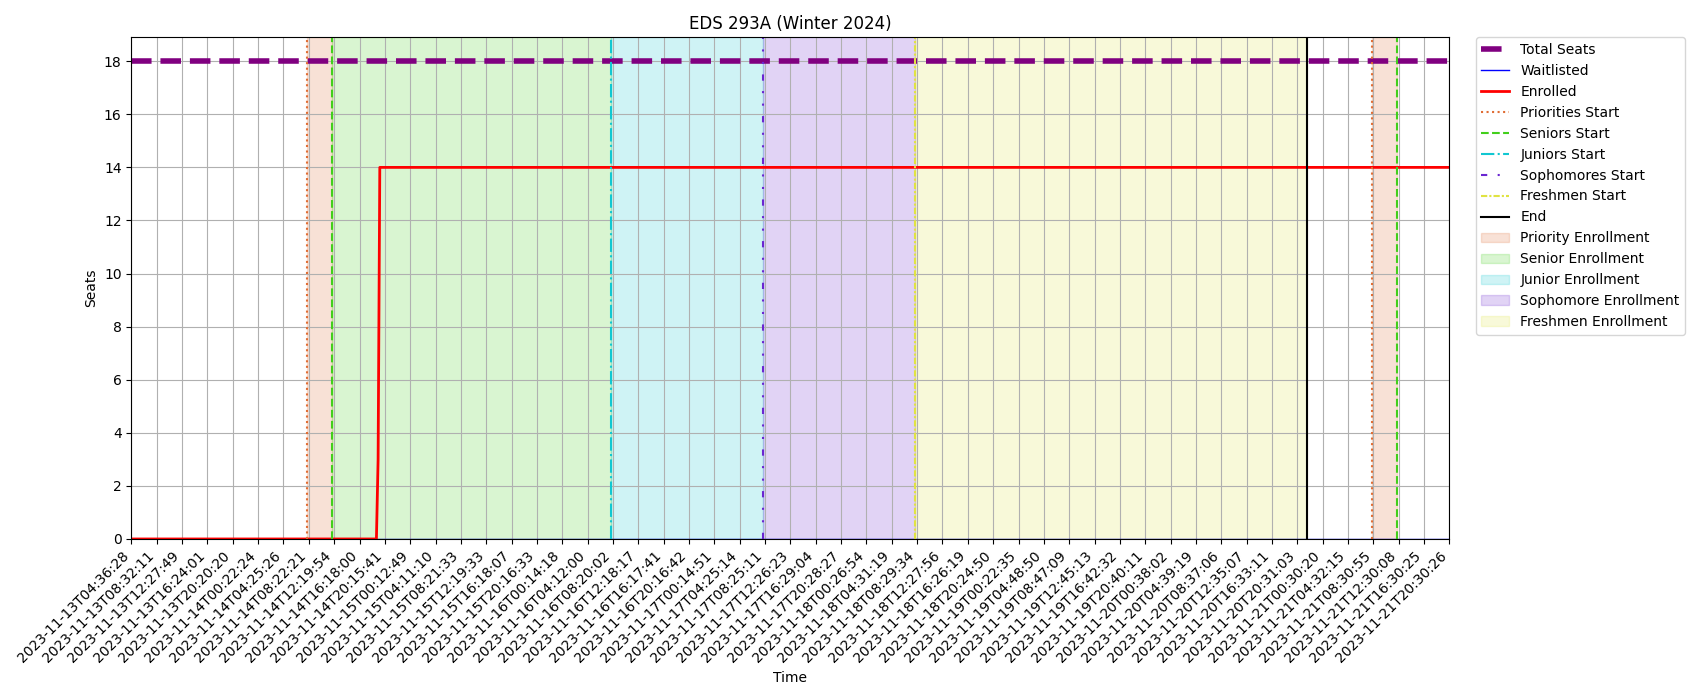 EDS 293A (Winter 2024)
Seats
18
16
14
12
10
8
6
4
2
0
2023-11-13T04:36:28
2023-11-13T08:32:11
2023-11-13T12:27:49
2023-11-13T16:24:01
2023-11-13T20:20:20
2023-11-14T00:22:24
2023-11-14T04:25:26
2023-11-14T08:22:21
2023-11-14T12:19:54
2023-11-14T16:18:00
2023-11-14T20:15:41
2023-11-15T00:12:49
2023-11-15T04:11:10
2023-11-15T08:21:33
2023-11-15T12:19:33
2023-11-15T16:18:07
2023-11-15T20:16:33
2023-11-16T00:14:18
2023-11-16T04:12:00
2023-11-16T08:20:02
2023-11-16T12:18:17
2023-11-16T16:17:41
2023-11-16T20:16:42
2023-11-17T00:14:51
2023-11-17T04:25:14
2023-11-17T08:25:11
2023-11-17T12:26:23
2023-11-17T16:29:04
2023-11-17T20:28:27
2023-11-18T00:26:54
2023-11-18T04:31:19
2023-11-18T08:29:34
2023-11-18T12:27:56
2023-11-18T16:26:19
2023-11-18T20:24:50
2023-11-19T00:22:35
2023-11-19T04:48:50
2023-11-19T08:47:09
2023-11-19T12:45:13
2023-11-19T16:42:32
2023-11-19T20:40:11
2023-11-20T00:38:02
2023-11-20T04:39:19
2023-11-20T08:37:06
2023-11-20T12:35:07
2023-11-20T16:33:11
2023-11-20T20:31:03
2023-11-21T00:30:20
2023-11-21T04:32:15
2023-11-21T08:30:55
2023-11-21T12:30:08
2023-11-21T16:30:25
2023-11-21T20:30:26
Time
Total Seats
Waitlisted
Enrolled
Priorities Start
Seniors Start
Juniors Start
Sophomores Start
Freshmen Start
End
Priority Enrollment
Senior Enrollment
Junior Enrollment
Sophomore Enrollment
Freshmen Enrollment